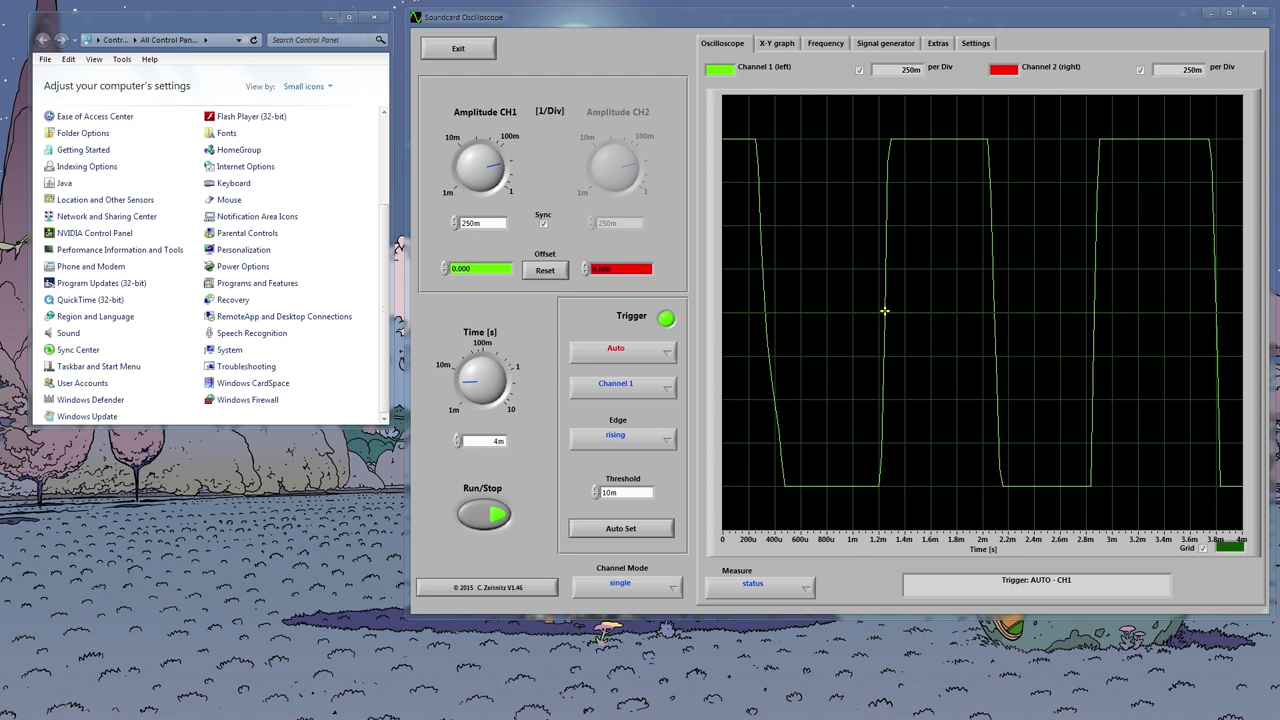 Contr...
All Control Pan...
Search Control Panel
File
Edit
View
Tools
Help
Adjust your computer's settings
View by:
Small icons
Ease of Access Center
Folder Options
Getting Started
Indexing Options
Java
Location and Other Sensors
Network and Sharing Center
NVIDIA Control Panel
Performance Information and Tools
Phone and Modem
Program Updates (32-bit)
QuickTime (32-bit)
Region and Language
Sound
Sync Center
Taskbar and Start Menu
User Accounts
Windows Defender
Windows Update
Flash Player (32-bit)
Fonts
HomeGroup
Internet Options
Keyboard
Mouse
Notification Area Icons
Parental Controls
Personalization
Power Options
Programs and Features
Recovery
RemoteApp and Desktop Connections
Speech Recognition
System
Troubleshooting
Windows CardSpace
Windows Firewall
Soundcard Oszilloscope
Exit
Amplitude CH1
[1/Div]
Amplitude CH2
10m
100m
1m
1
10m
100m
1m
1
250m
Sync
250m
Offset
0.000
Reset
0.000
Time [s]
100m
10m
1
1m
10
4m
Run/Stop
Trigger
Auto
Channel 1
Edge
rising
Threshold
10m
Auto Set
Channel Mode
single
© 2015 C. Zeitnitz V1.46
Oscilloscope
X-Y graph
Frequency
Signal generator
Extras
Settings
Channel 1 (left)
250m
per Div
Channel 2 (right)
250m
per Div
0
200u
400u
600u
800u
1m
1.2m
1.4m
1.6m
1.8m
2m
2.2m
2.4m
2.6m
2.8m
3m
3.2m
3.4m
3.6m
3.8m
4m
Time [s]
Grid
Measure
status
Trigger: AUTO - CH1